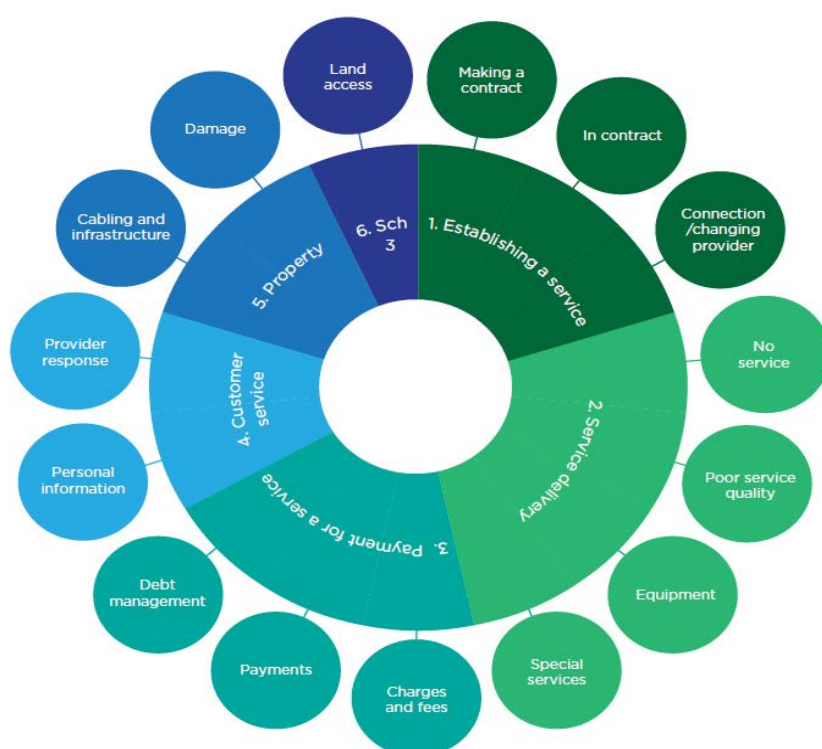 Land
access
Making a
contract
Damage
In contract
Cabling and
infrastructure
Connection
/changing
provider
6. Sch
3
1. Establishing a service
5. Property
Provider
response
No
service
4. Customer
service
2. Service delivery
Personal
information
Poor service
quality
3. Payment for a service
Debt
management
Equipment
Payments
Charges
and fees
Special
services